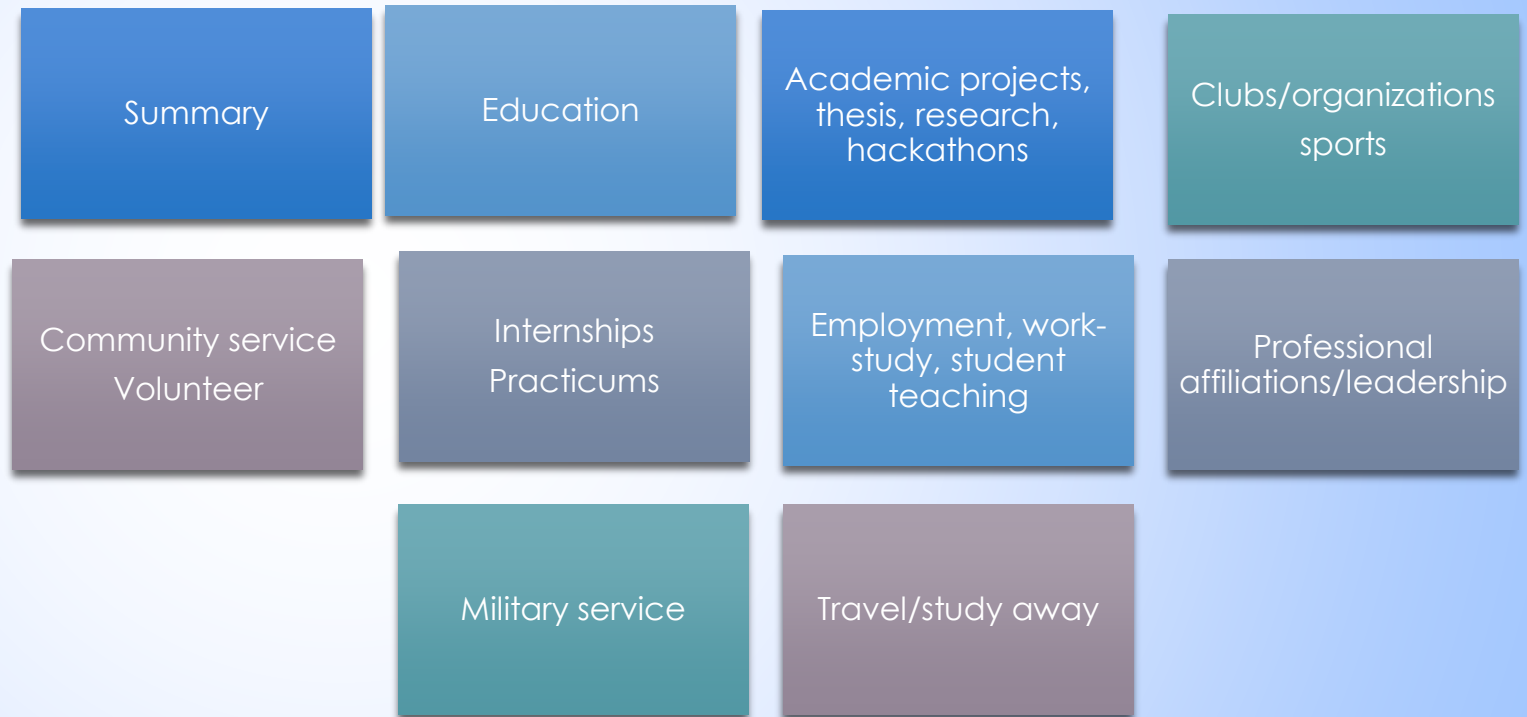 Summary
Education
Academic projects,
thesis, research,
hackathons
Clubs/organizations
sports
Community service
Volunteer
Internships
Practicums
Employment, work-
study, student
teaching
Professional
affiliations/leadership
Military service
Travel/study away